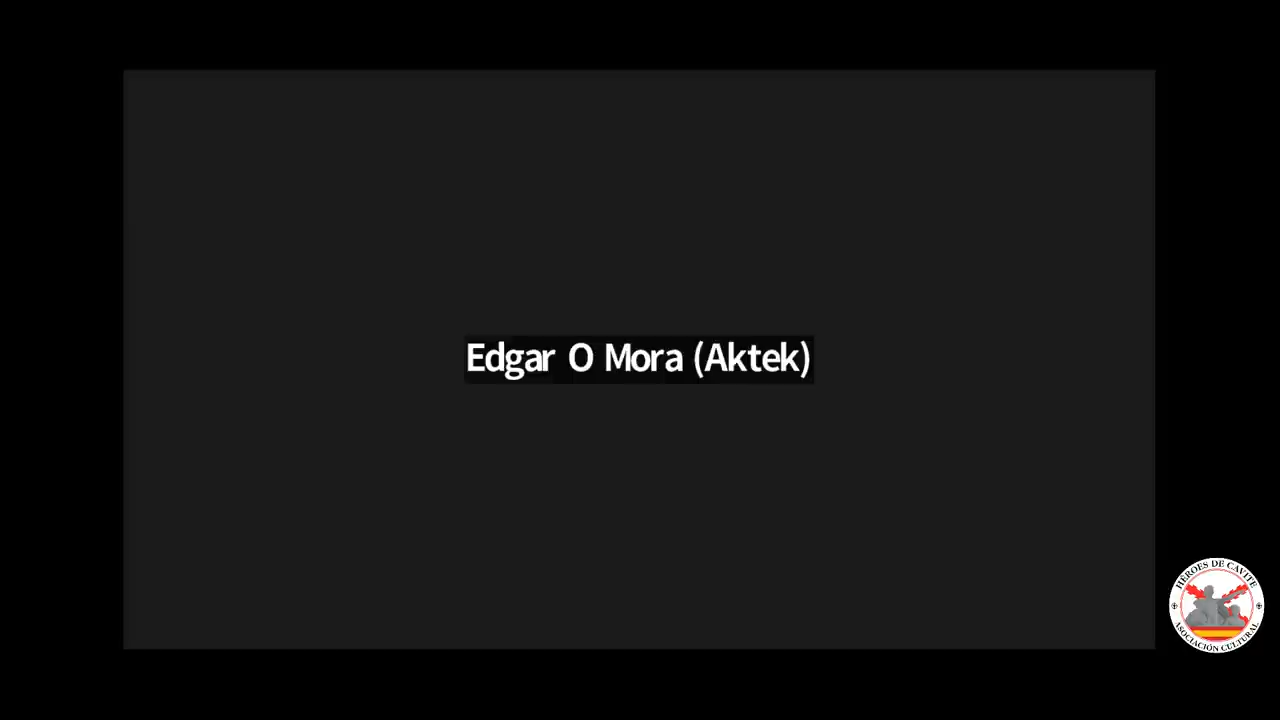 Edgar O Mora (Aktek)
HÉROES DE CAVITE
ASOCIACIÓN CULTURAL